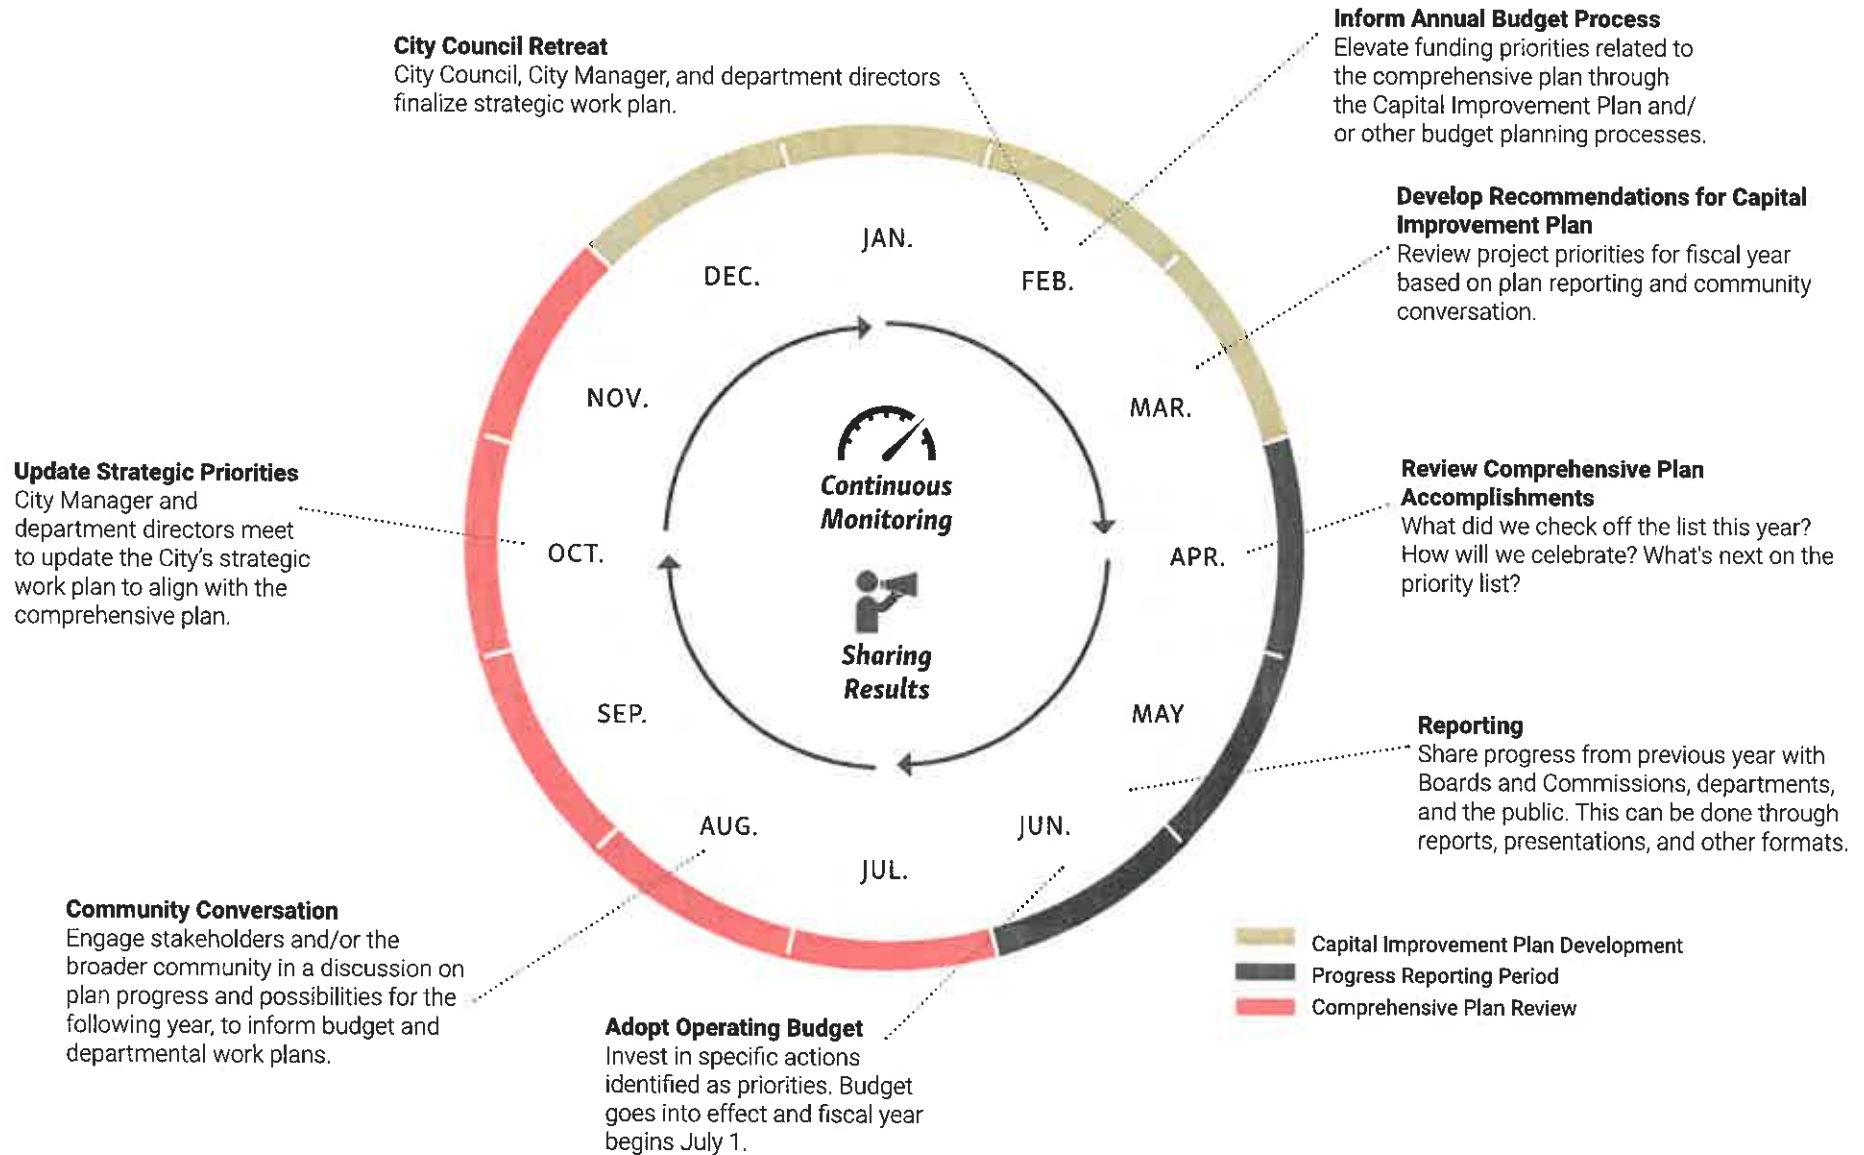 City Council Retreat
City Council, City Manager, and department directors
finalize strategic work plan.
Inform Annual Budget Process
Elevate funding priorities related to
the comprehensive plan through
the Capital Improvement Plan and/
or other budget planning processes.
Develop Recommendations for Capital
Improvement Plan
Review project priorities for fiscal year
based on plan reporting and community
conversation.
JAN.
DEC.
FEB.
NOV.
MAR.
Continuous
Monitoring
Update Strategic Priorities
City Manager and
department directors meet
to update the City's strategic
work plan to align with the
comprehensive plan.
OCT.
APR.
Review Comprehensive Plan
Accomplishments
What did we check off the list this year?
How will we celebrate? What's next on the
priority list?
Sharing
Results
SEP.
MAY
Reporting
Share progress from previous year with
Boards and Commissions, departments,
and the public. This can be done through
reports, presentations, and other formats.
AUG.
JUN.
JUL.
Community Conversation
Engage stakeholders and/or the
broader community in a discussion on
plan progress and possibilities for the
following year, to inform budget and
departmental work plans.
Adopt Operating Budget
Invest in specific actions
identified as priorities. Budget
goes into effect and fiscal year
begins July 1.
Capital Improvement Plan Development
Progress Reporting Period
Comprehensive Plan Review